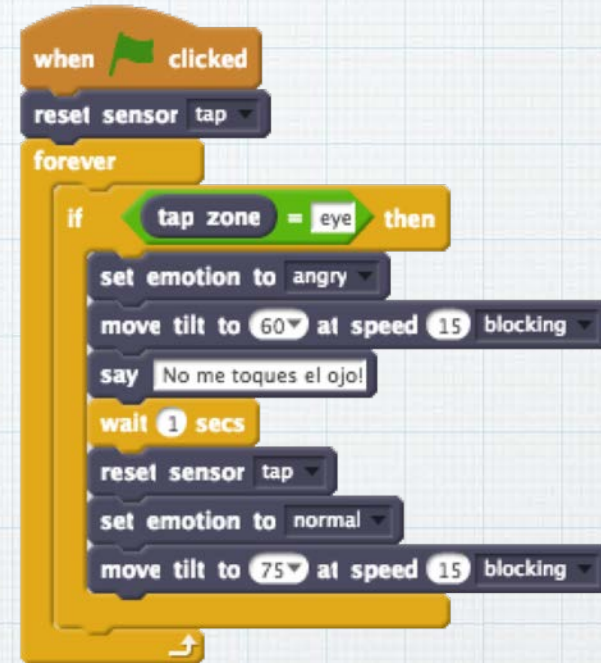 when clicked
reset sensor tap
forever
if tap zone = eye then
set emotion to angry
move tilt to 60 at speed 15 blocking
say No me toques el ojo!
wait 1 secs
reset sensor tap
set emotion to normal
move tilt to 75 at speed 15 blocking